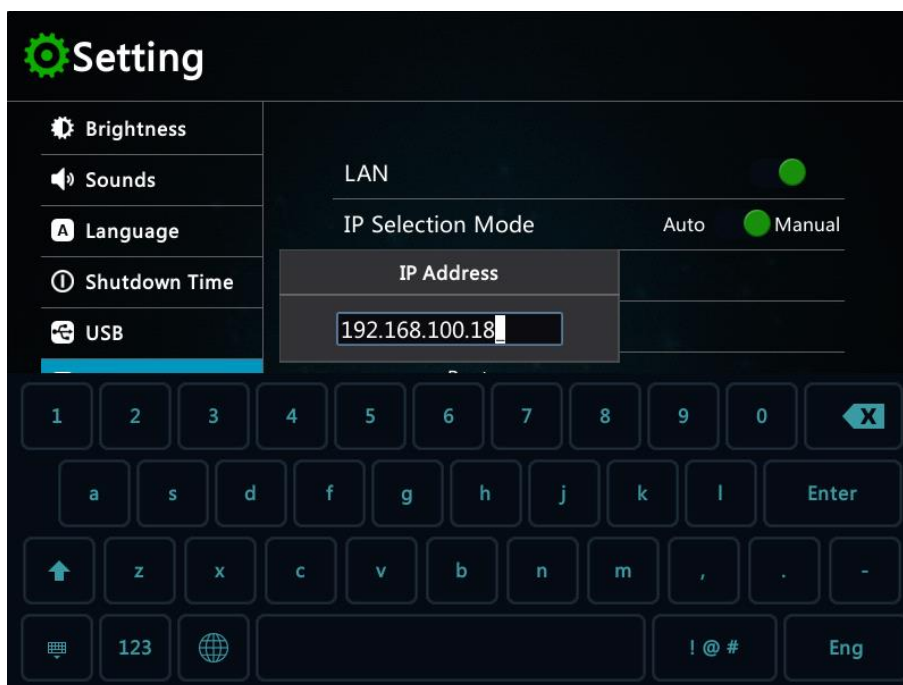 Setting
Brightness
Sounds
LAN
A Language
IP Selection Mode Auto Manual
Shutdown Time
IP Address
USB
192.168.100.18_
1 2 3 4 5 6 7 8 9 0 X
a s d f g h j k l Enter
z x c v b n m , . -
123 ! @ # Eng